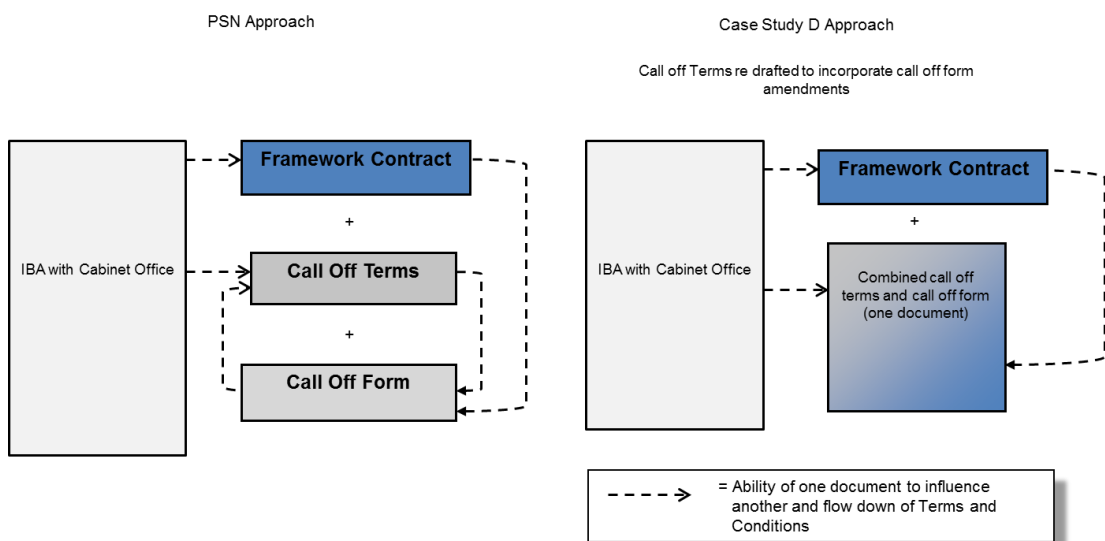 PSN Approach
IBA with Cabinet Office
Framework Contract
+
Call Off Terms
+
Call Off Form
Case Study D Approach
Call off Terms re drafted to incorporate call off form
amendments
IBA with Cabinet Office
Framework Contract
+
Combined call off
terms and call off form
(one document)
= Ability of one document to influence
another and flow down of Terms and
Conditions